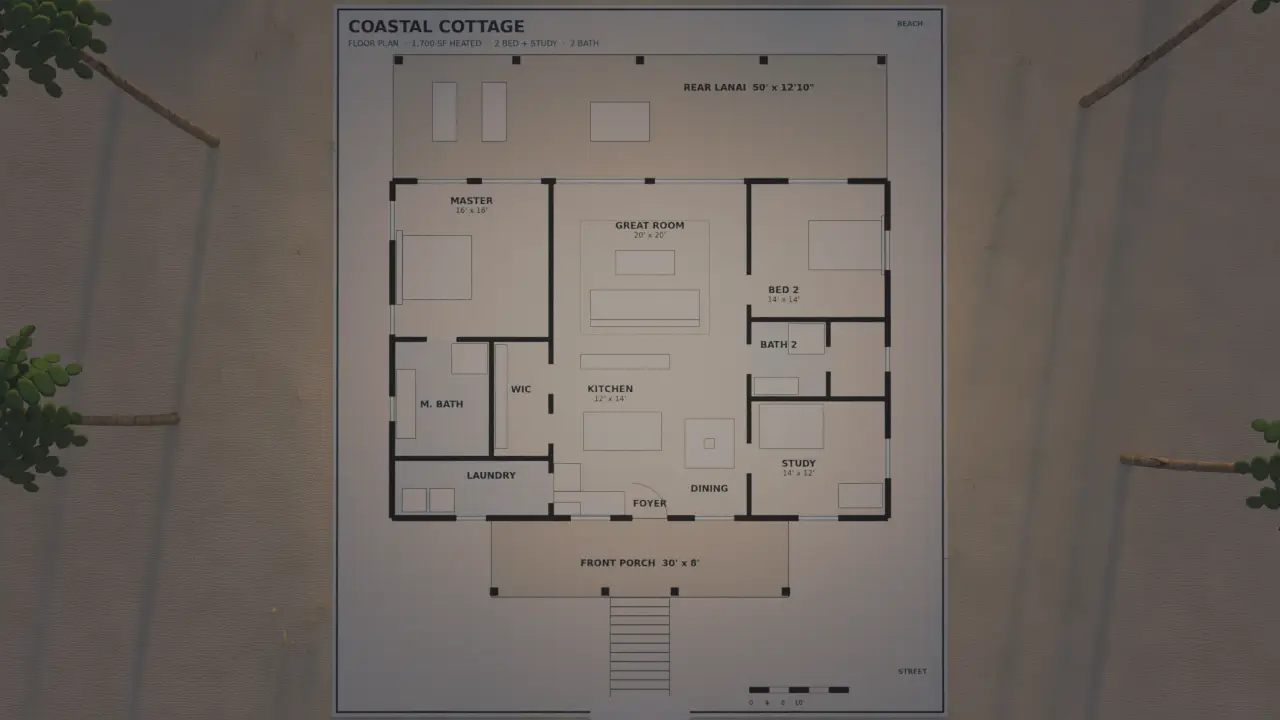 COASTAL COTTAGE
BEACH
FLOOR PLAN · 1,700 SF HEATED · 2 BED + STUDY · 2 BATH
REAR LANAI 50' x 12'10"
MASTER
16' x 16'
GREAT ROOM
20' x 20'
BED 2
14' x 14'
BATH 2
WIC
KITCHEN
12' x 14'
M. BATH
STUDY
14' x 12'
LAUNDRY
DINING
FOYER
FRONT PORCH 30' x 8'
STREET
0 4 8 10'